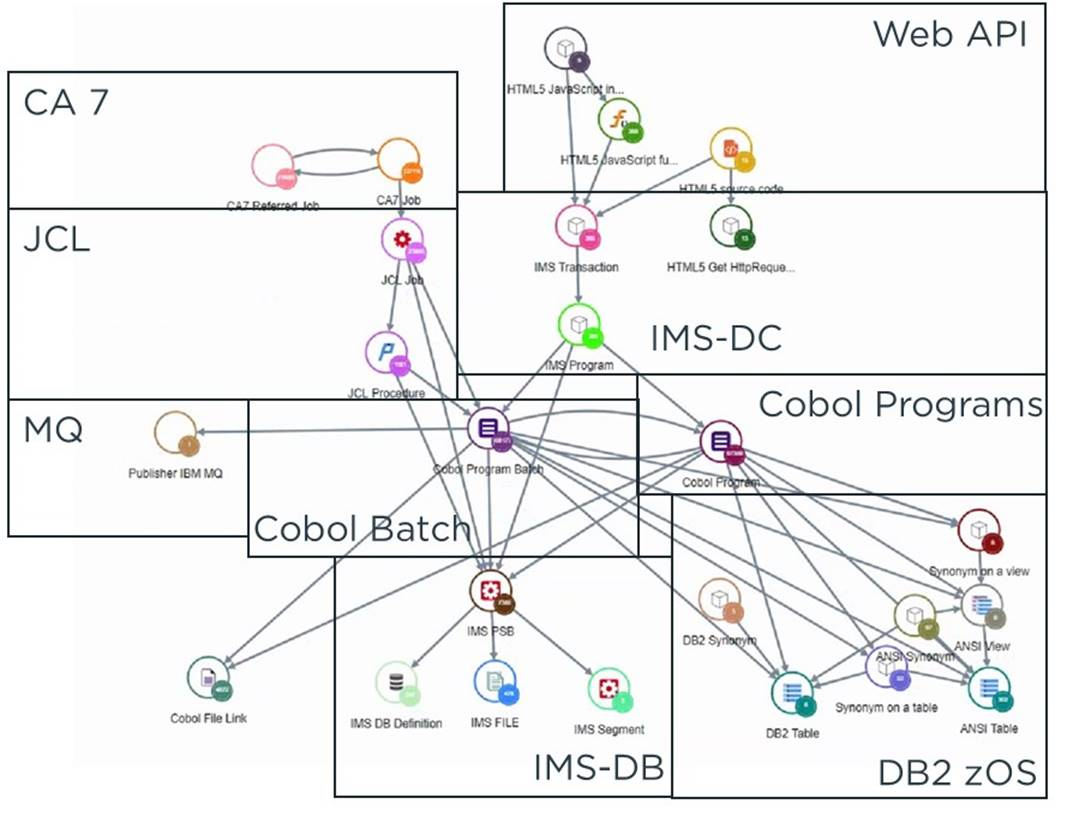 Web API
HTML5 JavaScript in...
CA 7
HTML5 JavaScript fu...
HTML5 source code
CA7 Referred Job
CA7 Job
JCL
IMS Transaction
HTML5 Get HttpReque...
JCL Job
IMS-DC
IMS Program
JCL Procedure
Cobol Programs
MQ
Publisher IBM MQ
Cobol Program Batch
Cobol Program
Cobol Batch
Synonym on a view
IMS PSB
DB2 Synonym
ANSI View
ANSI Synonym
Synonym on a table
Cobol File Link
IMS DB Definition
IMS FILE
IMS Segment
DB2 Table
ANSI Table
IMS-DB
DB2 zOS